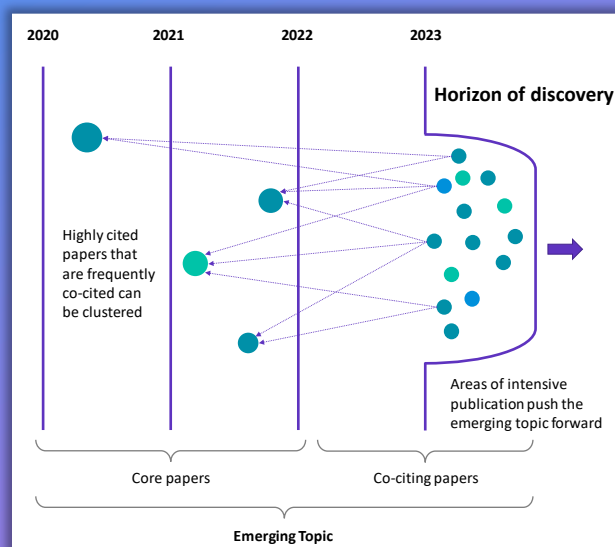 2020
2021
2022
2023
Horizon of discovery
Highly cited
papers that
are frequently
co-cited can
be clustered
Areas of intensive
publication push the
emerging topic forward
Core papers
Co-citing papers
Emerging Topic